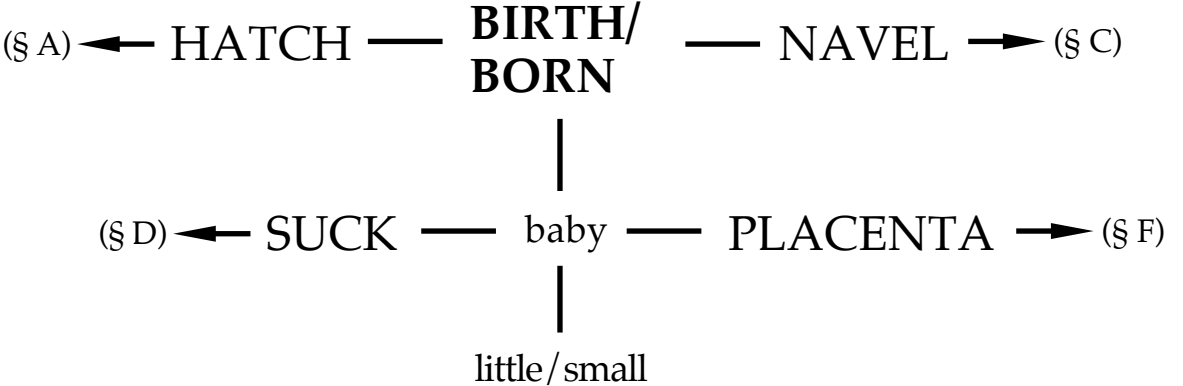 (§ A) HATCH BIRTH/ NAVEL (§ C)
BORN
(§ D) SUCK baby PLACENTA (§ F)
little/small